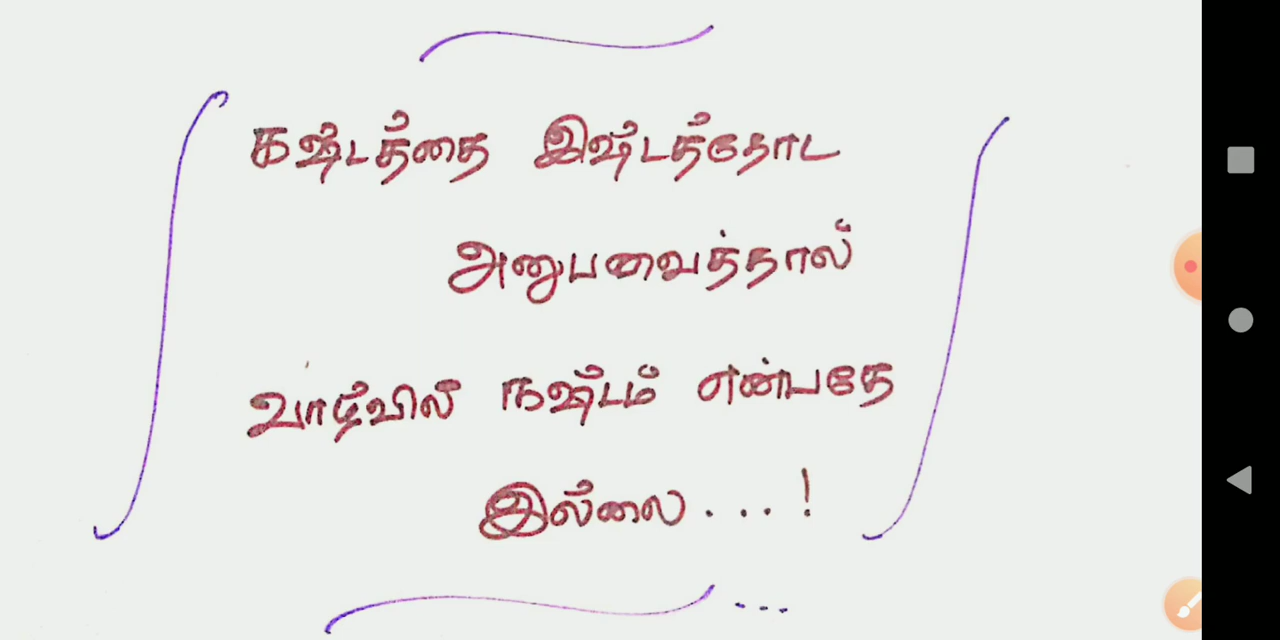 கஷ்டத்தை இஷ்டத்தோட
அனுபவைத்தால்
வாழ்வில் நஷ்டம் என்பதே
இல்லை....!